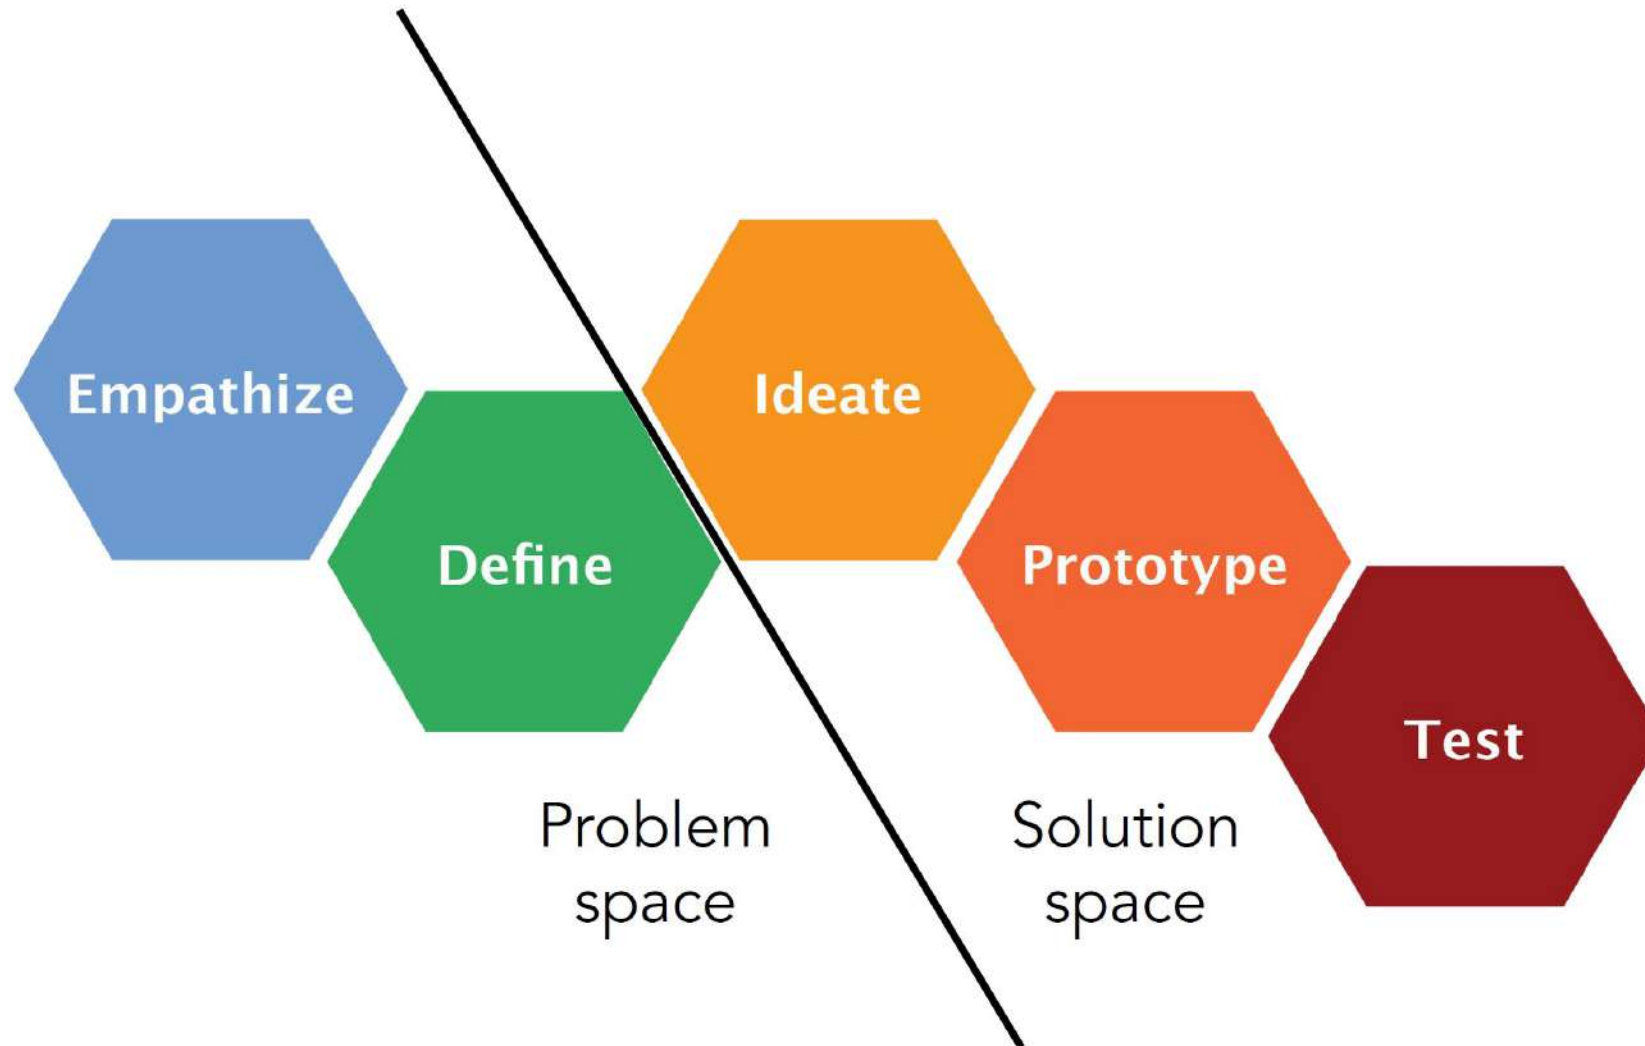 Empathize
Define
Ideate
Prototype
Test
Problem
space
Solution
space